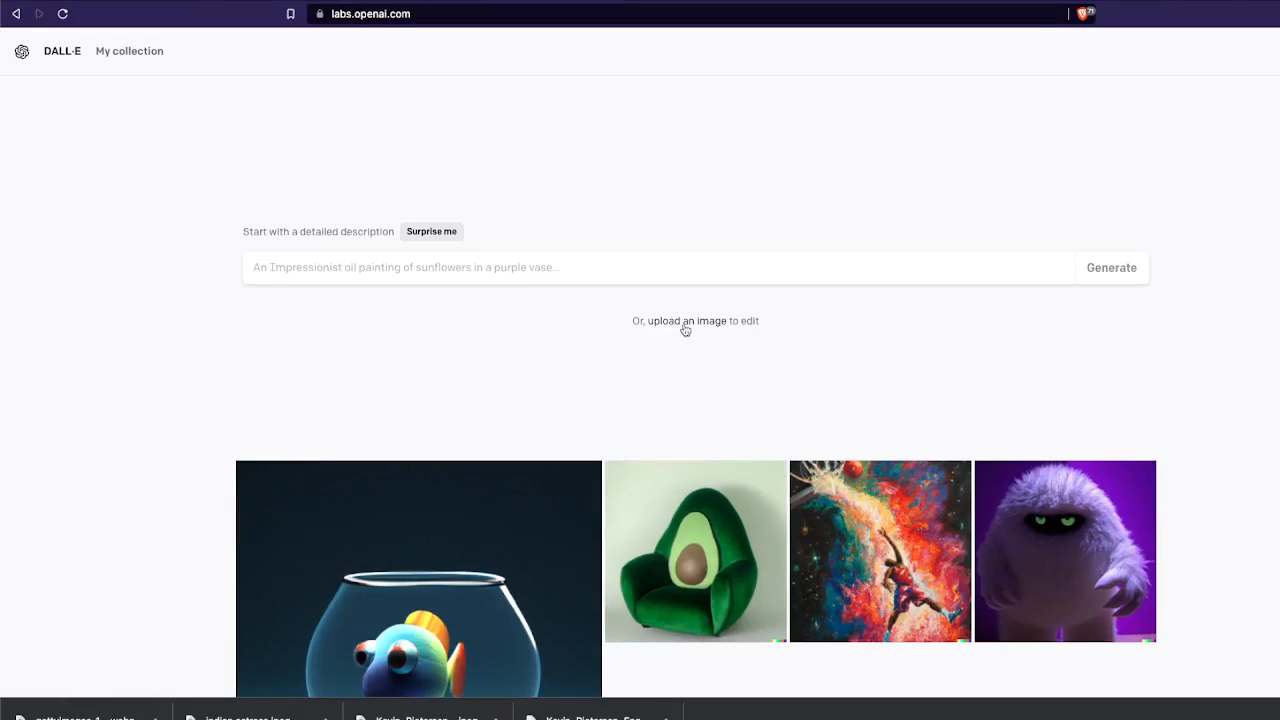 labs.openai.com
71
DALL·E My collection
Start with a detailed description Surprise me
An Impressionist oil painting of sunflowers in a purple vase... Generate
Or, upload an image to edit